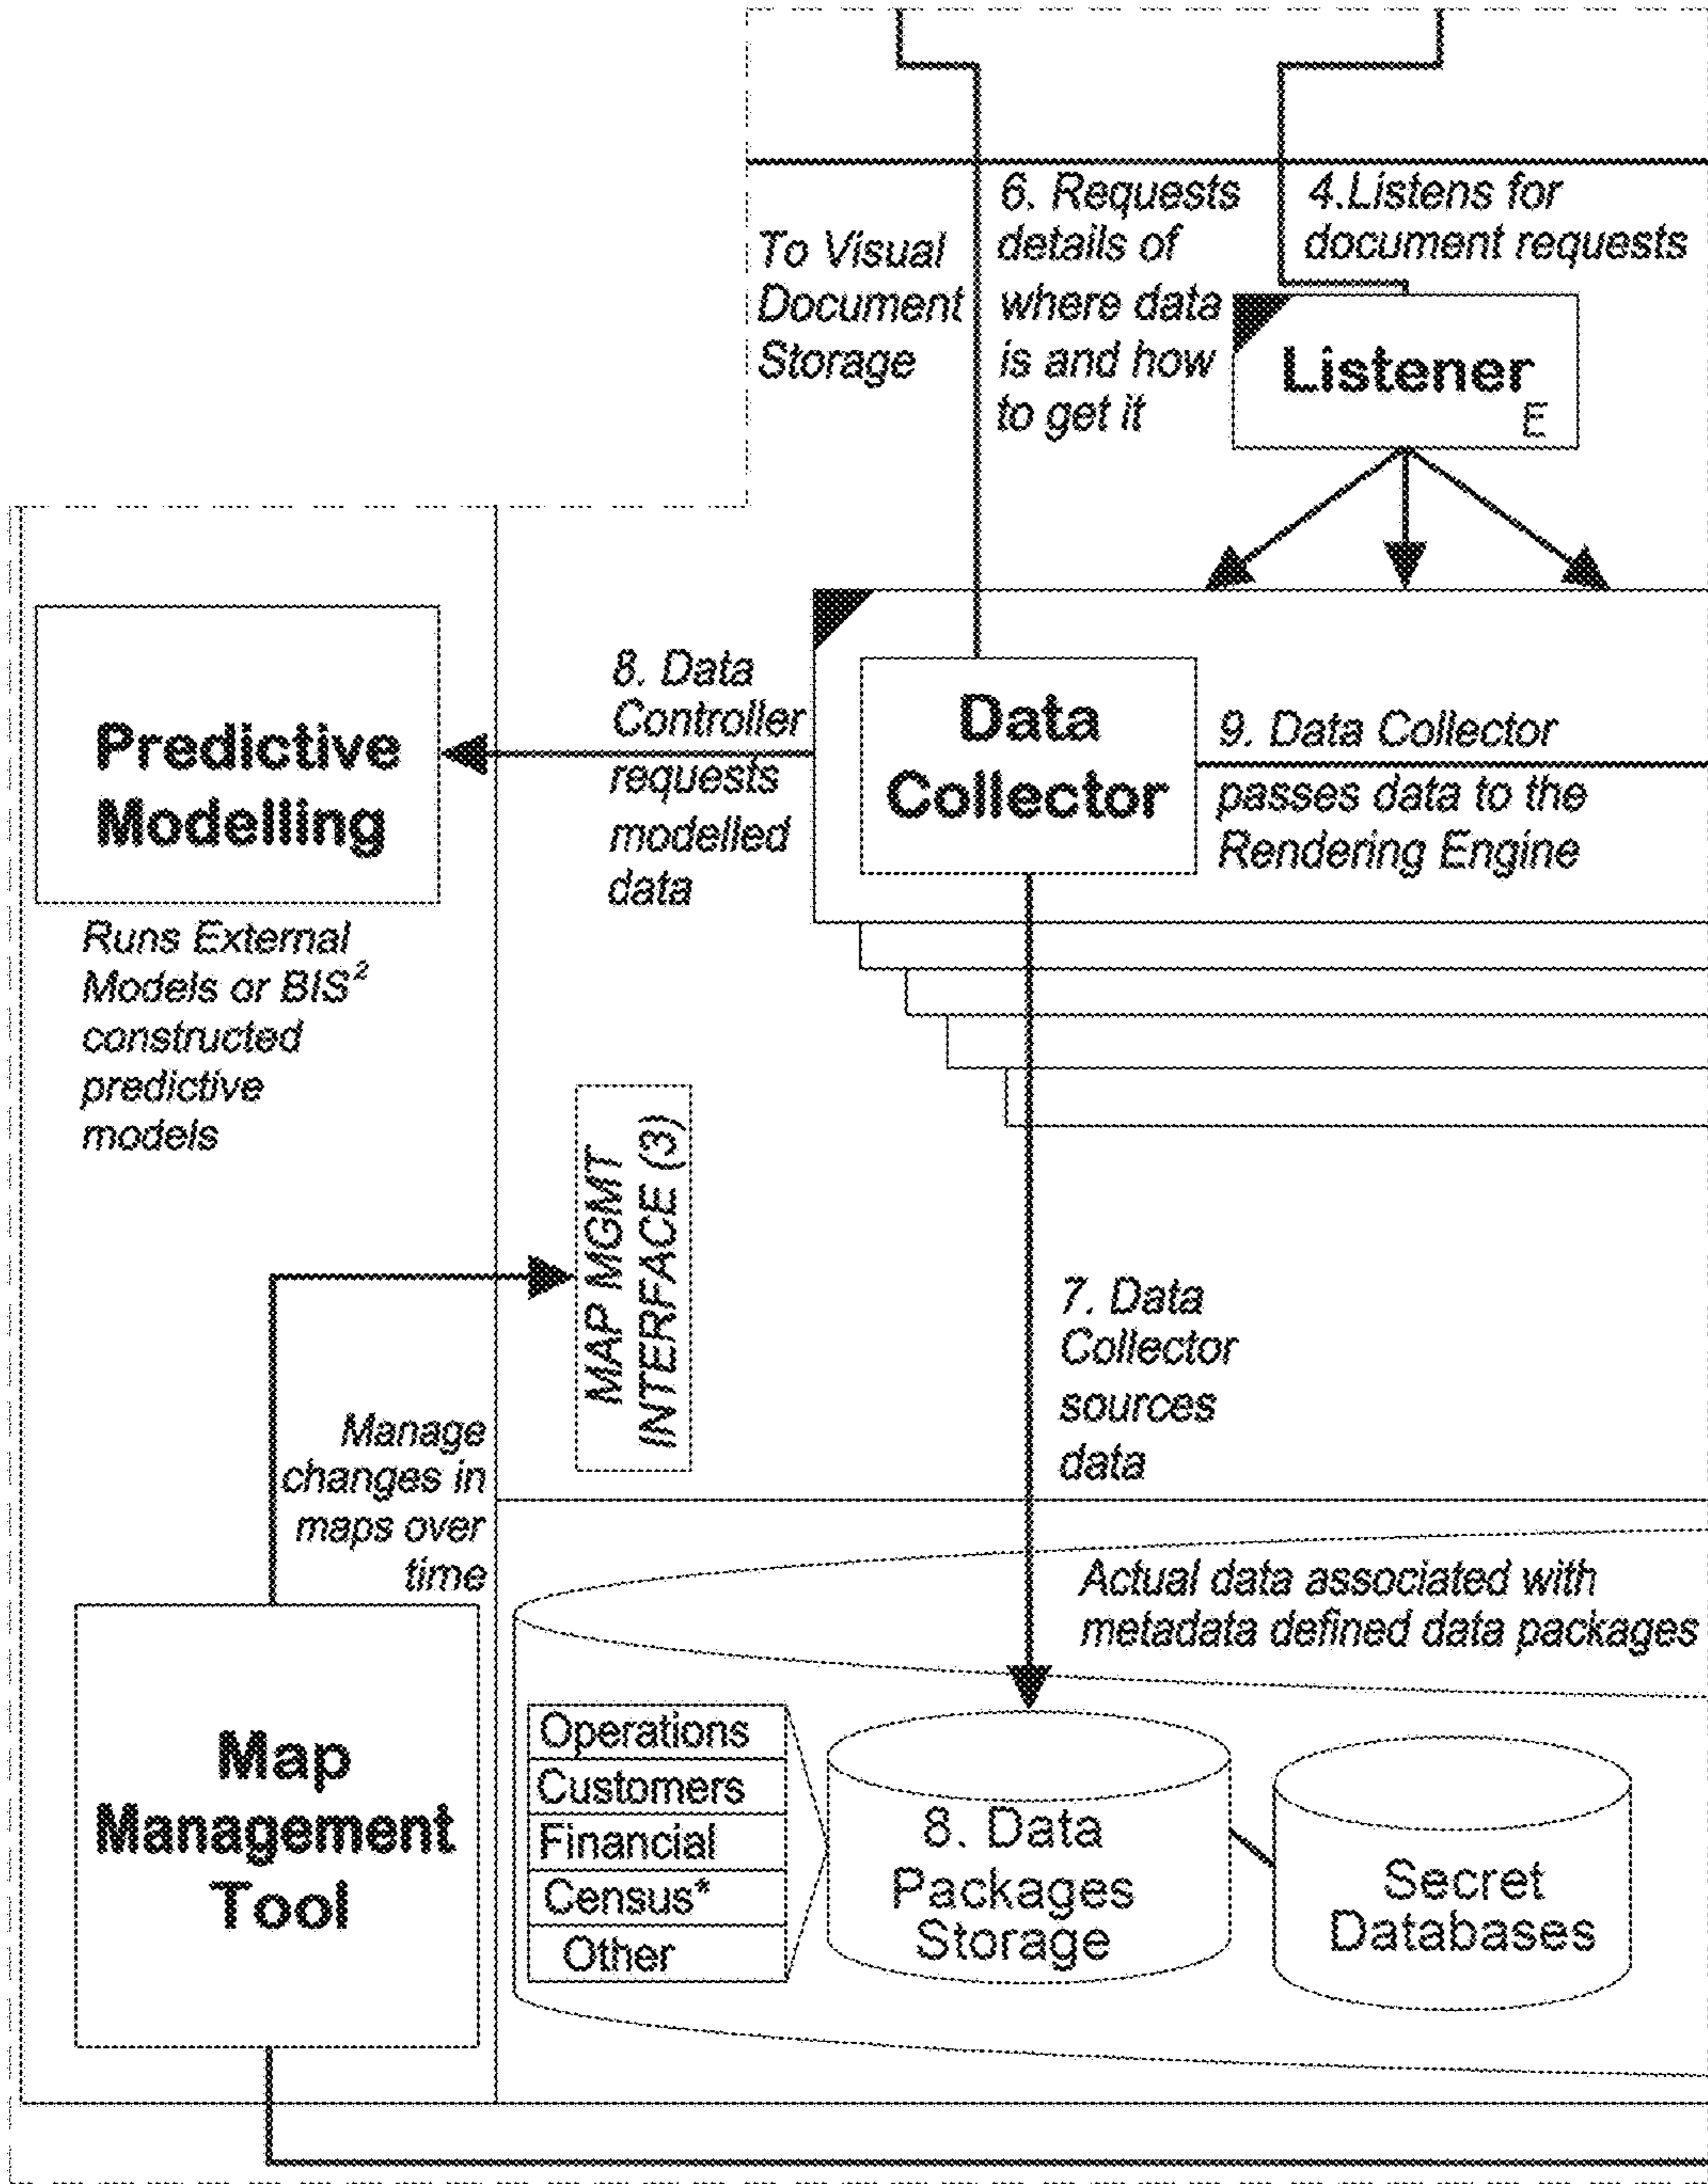 To Visual
Document
Storage
6. Requests
details of
where data
is and how
to get it
4.Listens for
document requests
Listener
E
Predictive
Modelling
Runs External
Models or BIS²
constructed
predictive
models
8. Data
Controller
requests
modelled
data
Data
Collector
9. Data Collector
passes data to the
Rendering Engine
MAP MGMT
INTERFACE (3)
7. Data
Collector
sources
data
Manage
changes in
maps over
time
Map
Management
Tool
Actual data associated with
metadata defined data packages
Operations
Customers
Financial
Census*
Other
8. Data
Packages
Storage
Secret
Databases